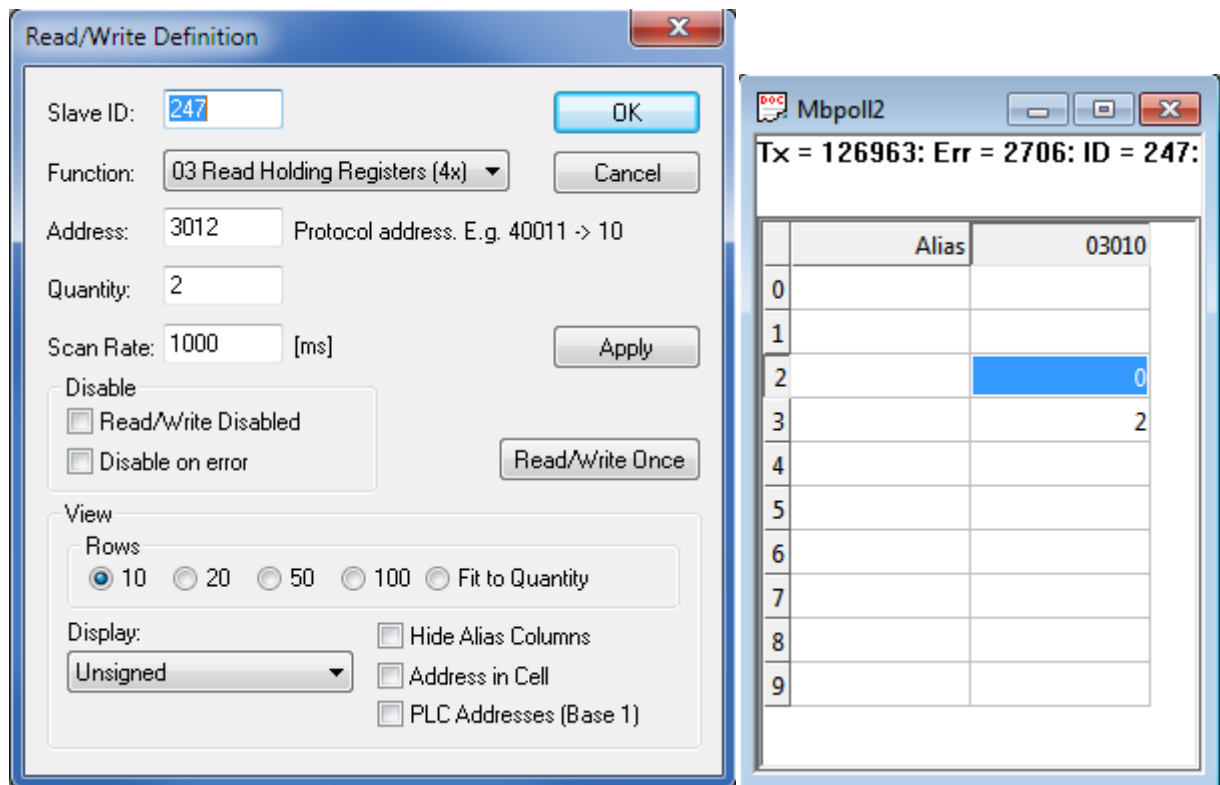 Read/Write Definition
Slave ID: 247 OK
Function: 03 Read Holding Registers (4x) Cancel
Address: 3012 Protocol address. E.g. 40011 -> 10
Quantity: 2
Scan Rate: 1000 [ms] Apply
Disable
Read/Write Disabled
Disable on error
Read/Write Once
View
Rows
10 20 50 100 Fit to Quantity
Display:
Unsigned
Hide Alias Columns
Address in Cell
PLC Addresses (Base 1)
DOC
Mbpoll2
Tx = 126963: Err = 2706: ID = 247:
Alias 03010
0
1
2 0
3 2
4
5
6
7
8
9